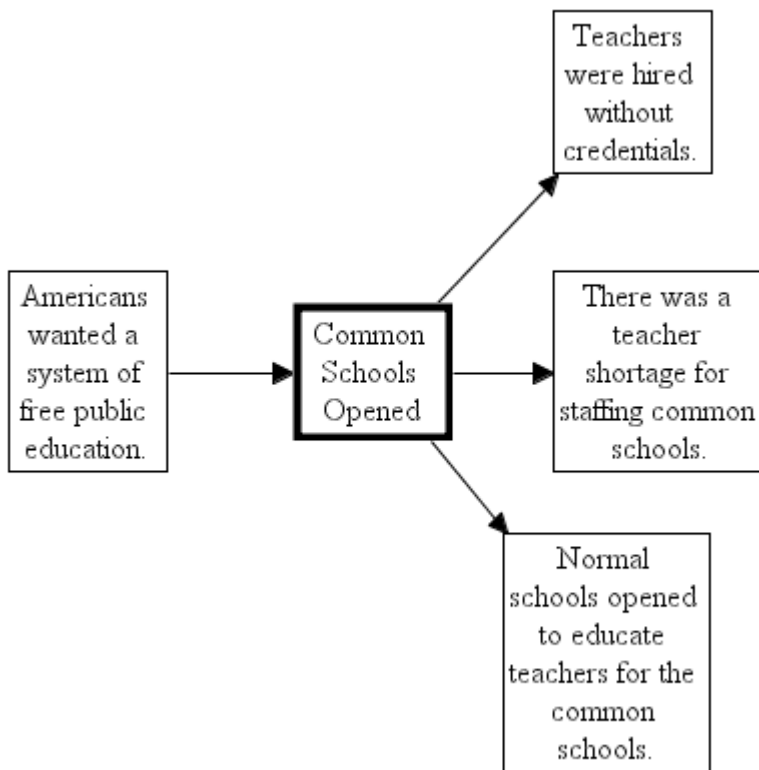 Teachers
were hired
without
credentials.
Americans
wanted a
system of
free public
education.
Common
Schools
Opened
There was a
teacher
shortage for
staffing common
schools.
Normal
schools opened
to educate
teachers for the
common
schools.